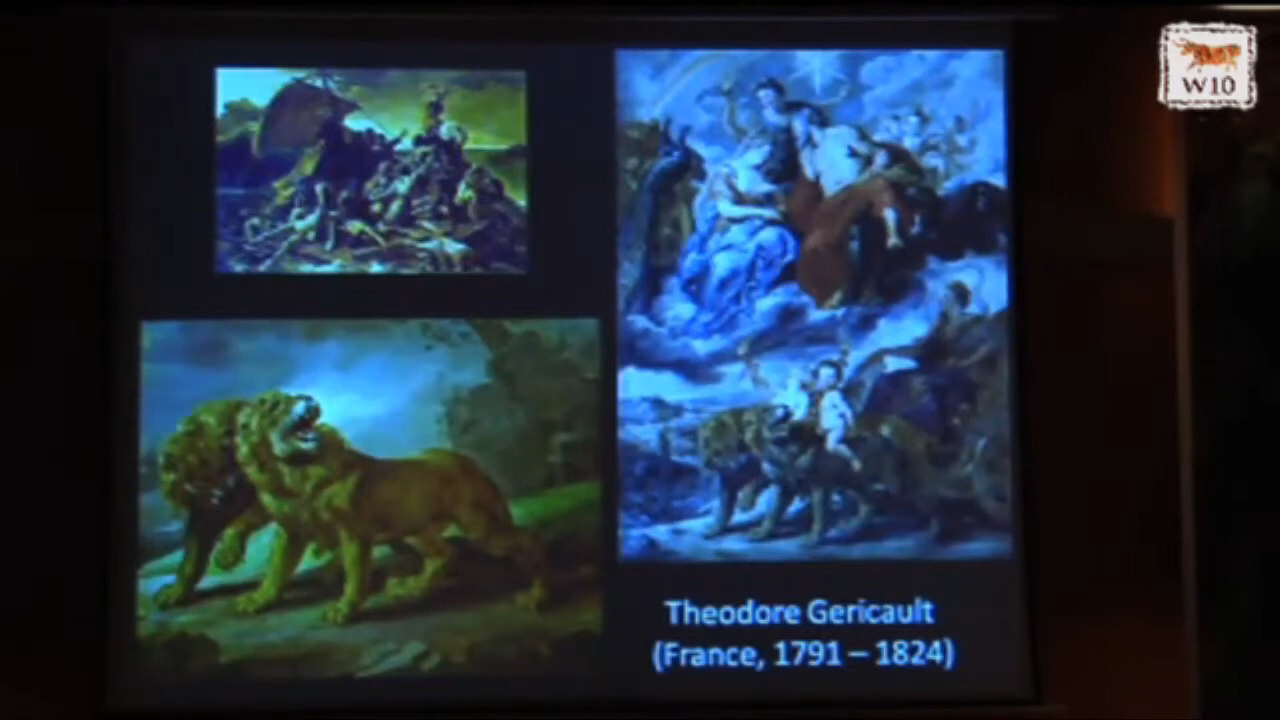 W10
Theodore Gericault
(France, 1791 – 1824)